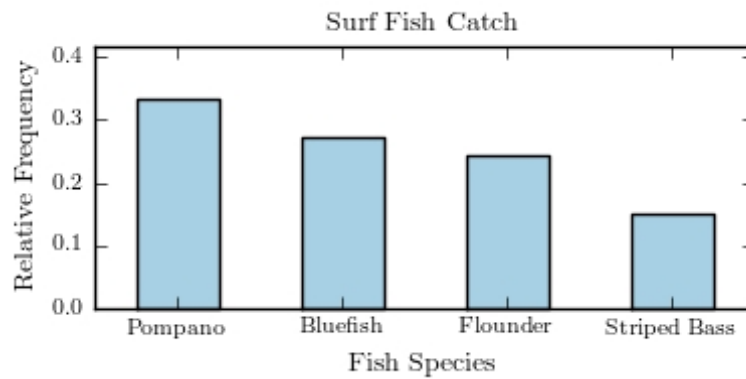 Surf Fish Catch
Relative Frequency
0.4
0.3
0.2
0.1
0.0
Pompano Bluefish Flounder Striped Bass
Fish Species